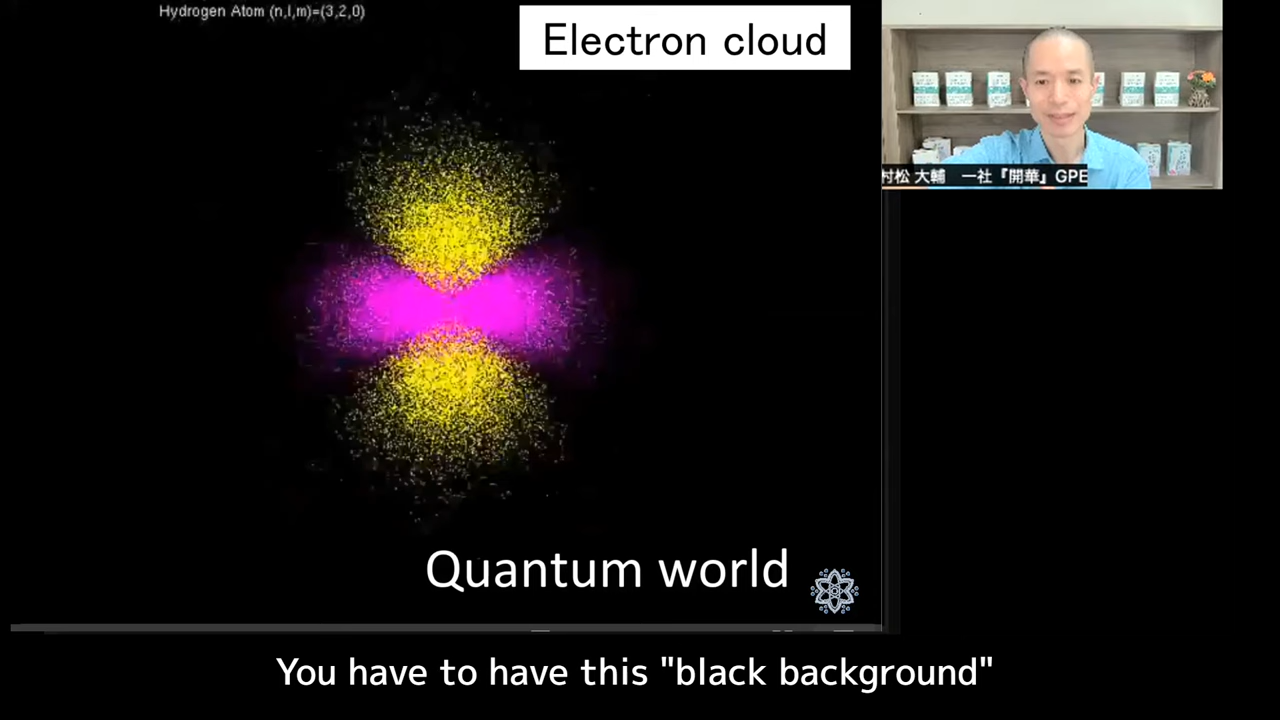 Hydrogen Atom (n,l,m)=(3,2,0)
Electron cloud
村松 大輔　一社『開華』GPE
Quantum world
You have to have this "black background"